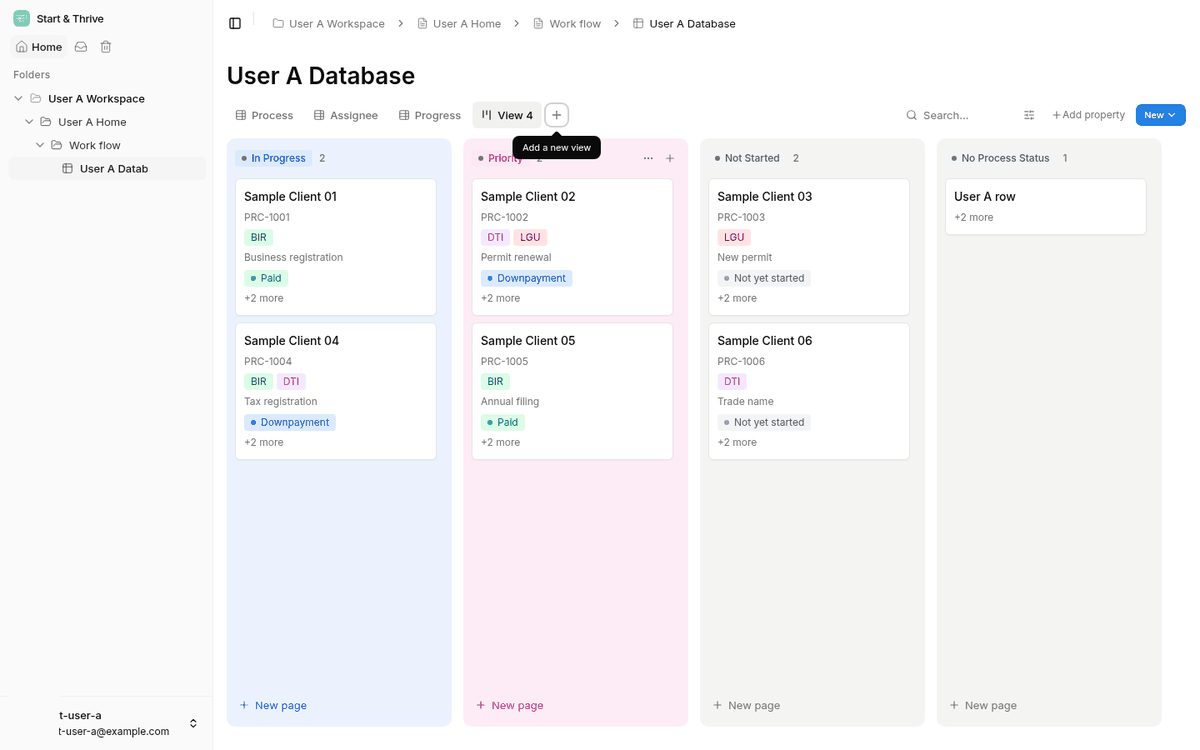 Start & Thrive
Home
Folders
User A Workspace
User A Home
Work flow
User A Datab
t-user-a
t-user-a@example.com
User A Workspace
User A Home
Work flow
User A Database
User A Database
Process
Assignee
Progress
View 4
+
Search...
+ Add property
New
Add a new view
In Progress 2
Sample Client 01
PRC-1001
BIR
Business registration
Paid
+2 more
Sample Client 04
PRC-1004
BIR DTI
Tax registration
Downpayment
+2 more
+ New page
Priority 2
Sample Client 02
PRC-1002
DTI LGU
Permit renewal
Downpayment
+2 more
Sample Client 05
PRC-1005
BIR
Annual filing
Paid
+2 more
+ New page
Not Started 2
Sample Client 03
PRC-1003
LGU
New permit
Not yet started
+2 more
Sample Client 06
PRC-1006
DTI
Trade name
Not yet started
+2 more
+ New page
No Process Status 1
User A row
+2 more
+ New page